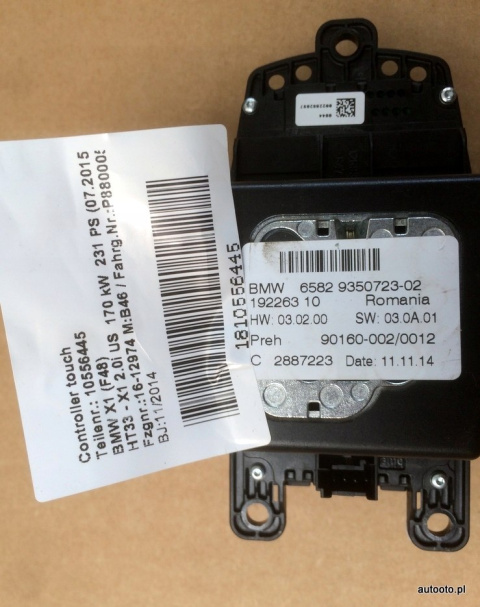 Controller touch
Teilenr.: 10556445
BMW X1 (F48)
HT33 - X1 2.0i US 170 kW 231 PS (07.2015
Fzgnr.:16-12974 M:B46 / Fahrg.Nr.:P880005
BJ:11/2014
1810556445
BMW 6582 9350723-02
192263 10 Romania
HW: 03.02.00 SW: 03.0A.01
Preh 90160-002/0012
C 2887223 Date: 11.11.14
autooto.pl